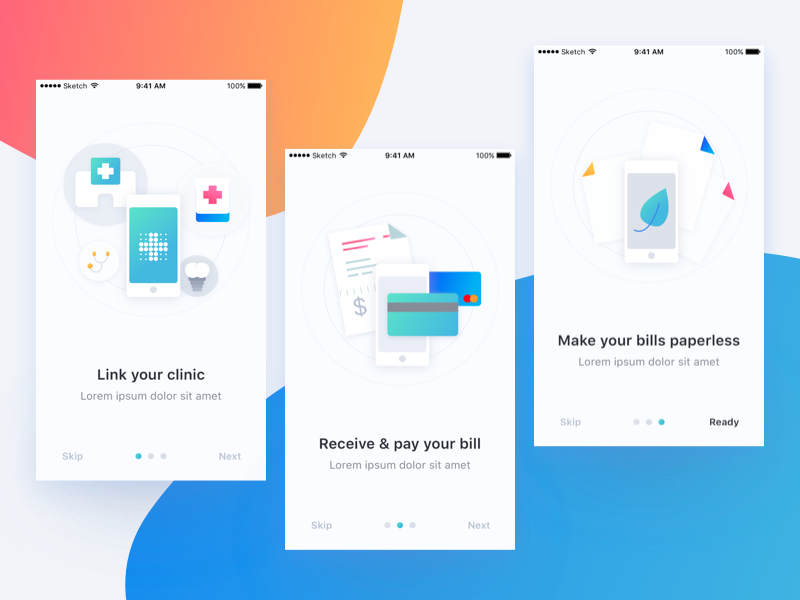 Sketch 9:41 AM 100%
Link your clinic
Lorem ipsum dolor sit amet
Skip Next
Sketch 9:41 AM 100%
$
Receive & pay your bill
Lorem ipsum dolor sit amet
Skip Next
Sketch 9:41 AM 100%
Make your bills paperless
Lorem ipsum dolor sit amet
Skip Ready